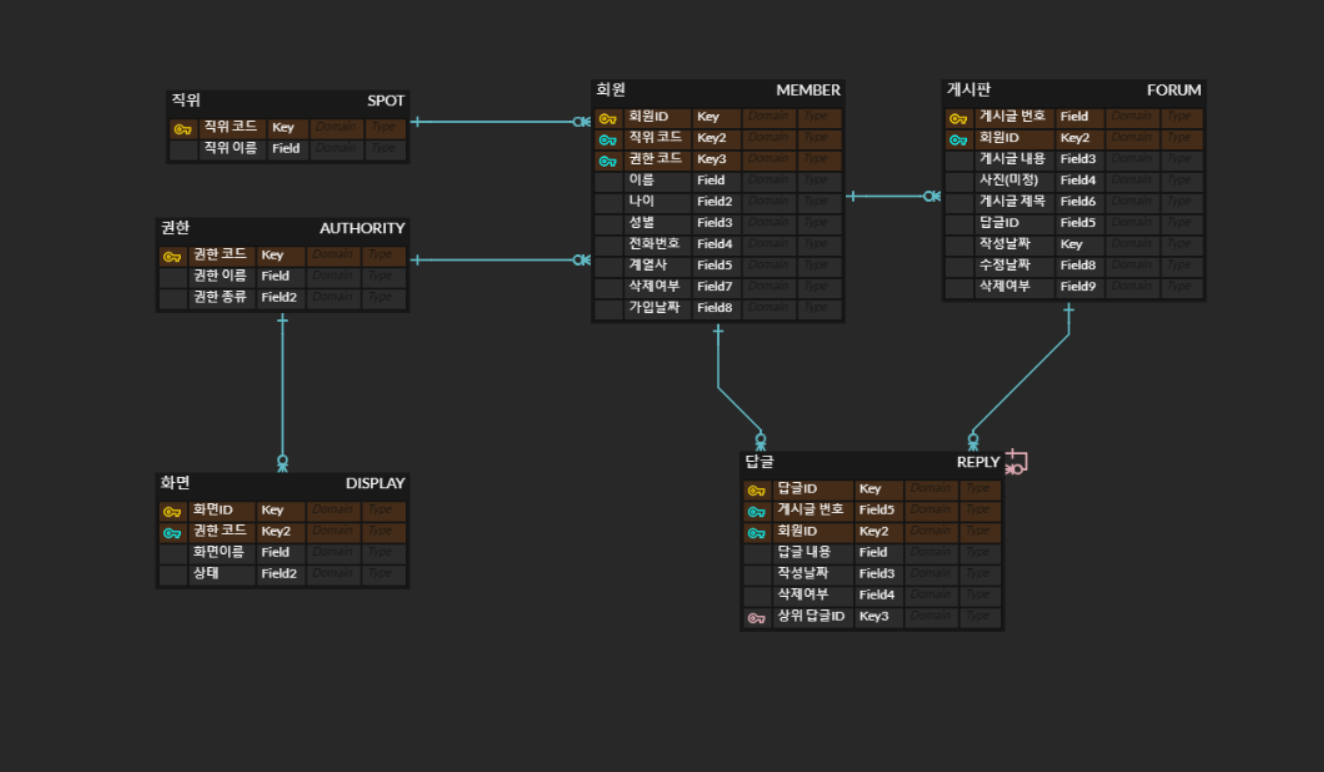 직위 SPOT
직위 코드 Key Domain Type
직위 이름 Field Domain Type
권한 AUTHORITY
권한 코드 Key Domain Type
권한 이름 Field Domain Type
권한 종류 Field2 Domain Type
화면 DISPLAY
화면ID Key Domain Type
권한 코드 Key2 Domain Type
화면이름 Field Domain Type
상태 Field2 Domain Type
회원 MEMBER
회원ID Key Domain Type
직위 코드 Key2 Domain Type
권한 코드 Key3 Domain Type
이름 Field Domain Type
나이 Field2 Domain Type
성별 Field3 Domain Type
전화번호 Field4 Domain Type
계열사 Field5 Domain Type
삭제여부 Field7 Domain Type
가입날짜 Field8 Domain Type
게시판 FORUM
게시글 번호 Field Domain Type
회원ID Key2 Domain Type
게시글 내용 Field3 Domain Type
사진(미정) Field4 Domain Type
게시글 제목 Field6 Domain Type
답글ID Field5 Domain Type
작성날짜 Key Domain Type
수정날짜 Field8 Domain Type
삭제여부 Field9 Domain Type
답글 REPLY
답글ID Key Domain Type
게시글 번호 Field5 Domain Type
회원ID Key2 Domain Type
답글 내용 Field Domain Type
작성날짜 Field3 Domain Type
삭제여부 Field4 Domain Type
상위 답글ID Key3 Domain Type